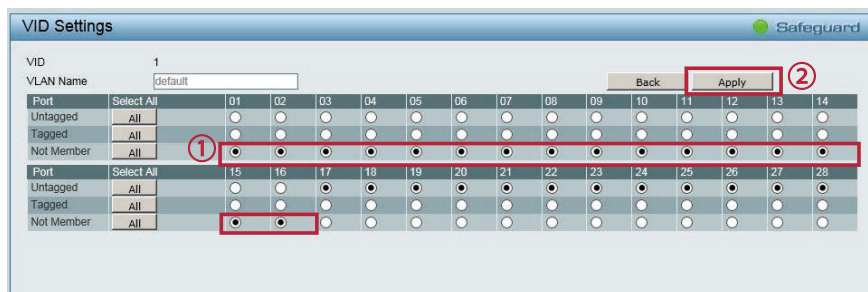 VID Settings Safeguard
VID 1
VLAN Name default Back Apply ②
Port Select All 01 02 03 04 05 06 07 08 09 10 11 12 13 14
Untagged All
Tagged All
Not Member All ①
Port Select All 15 16 17 18 19 20 21 22 23 24 25 26 27 28
Untagged All
Tagged All
Not Member All